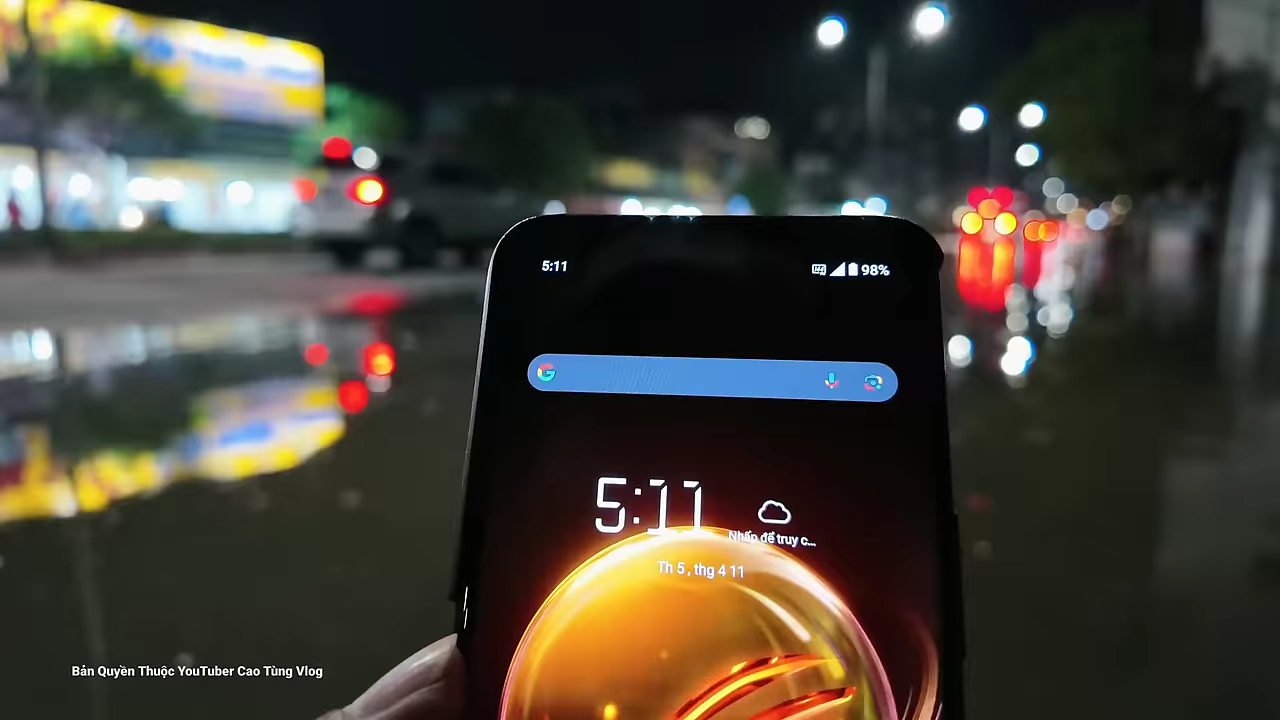 5:11
98%
5:11
Nhấp để truy c...
Th 5, thg 4 11
Bản Quyền Thuộc YouTuber Cao Tùng Vlog